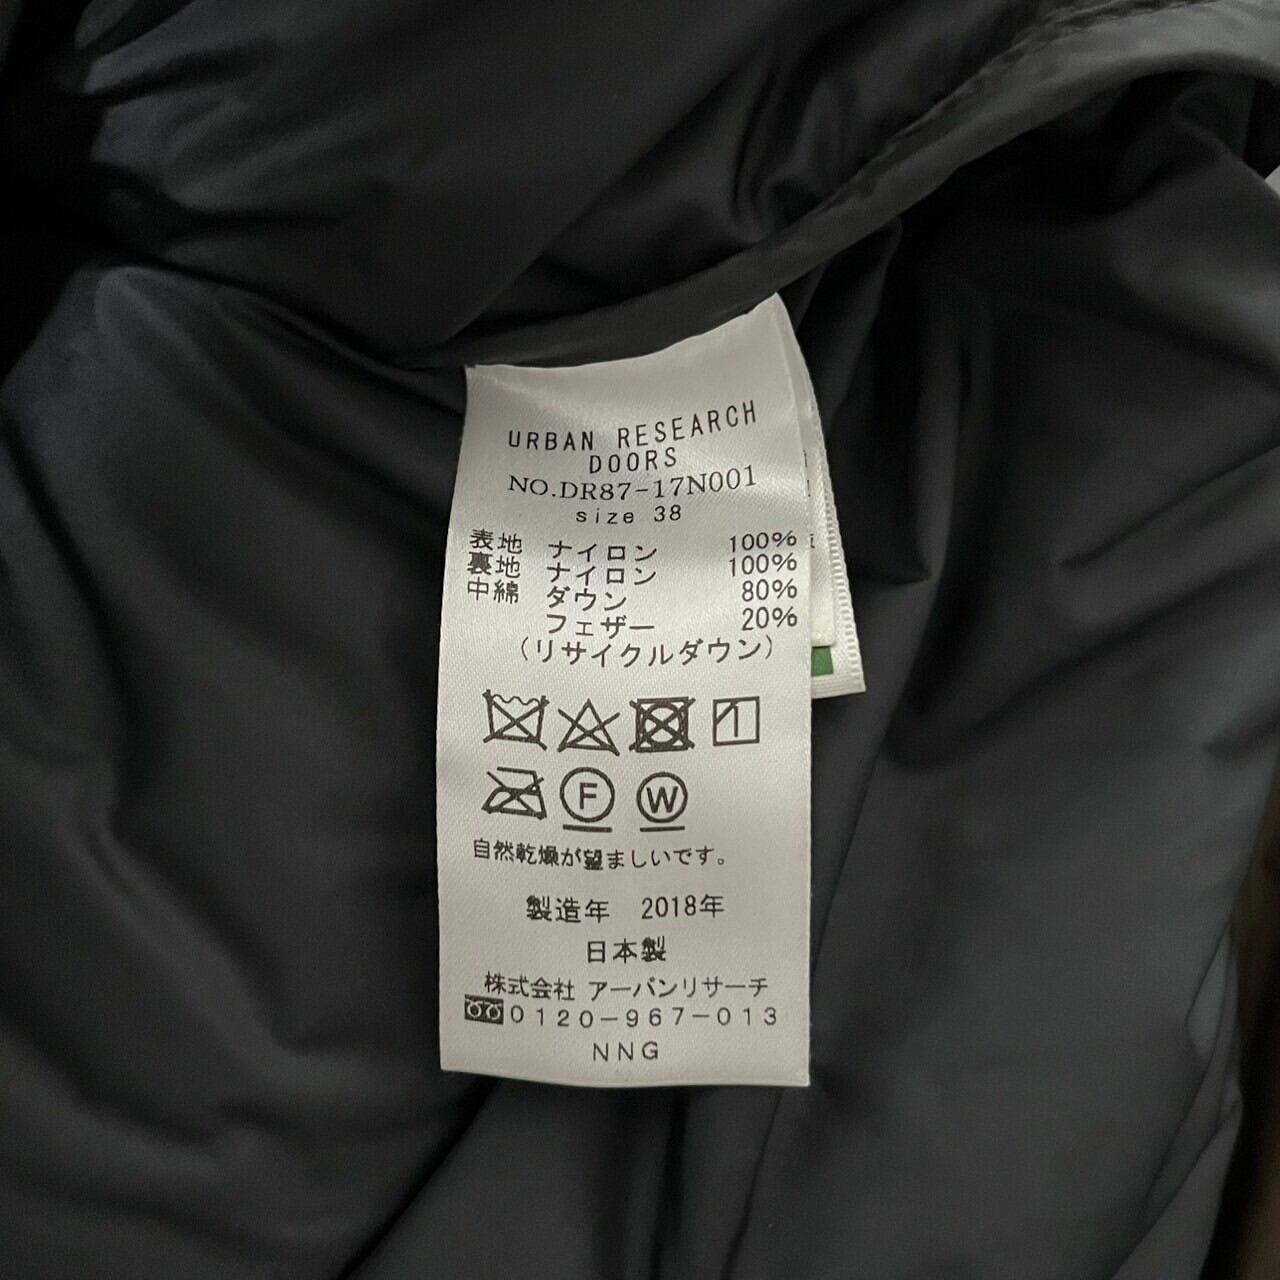 URBAN RESEARCH
DOORS
NO.DR87-17N001
size 38
表地 ナイロン 100%
裏地 ナイロン 100%
中綿 ダウン 80%
フェザー 20%
(リサイクルダウン)
F W
自然乾燥が望ましいです。
製造年 2018年
日本製
株式会社 アーバンリサーチ
0120-967-013
NNG